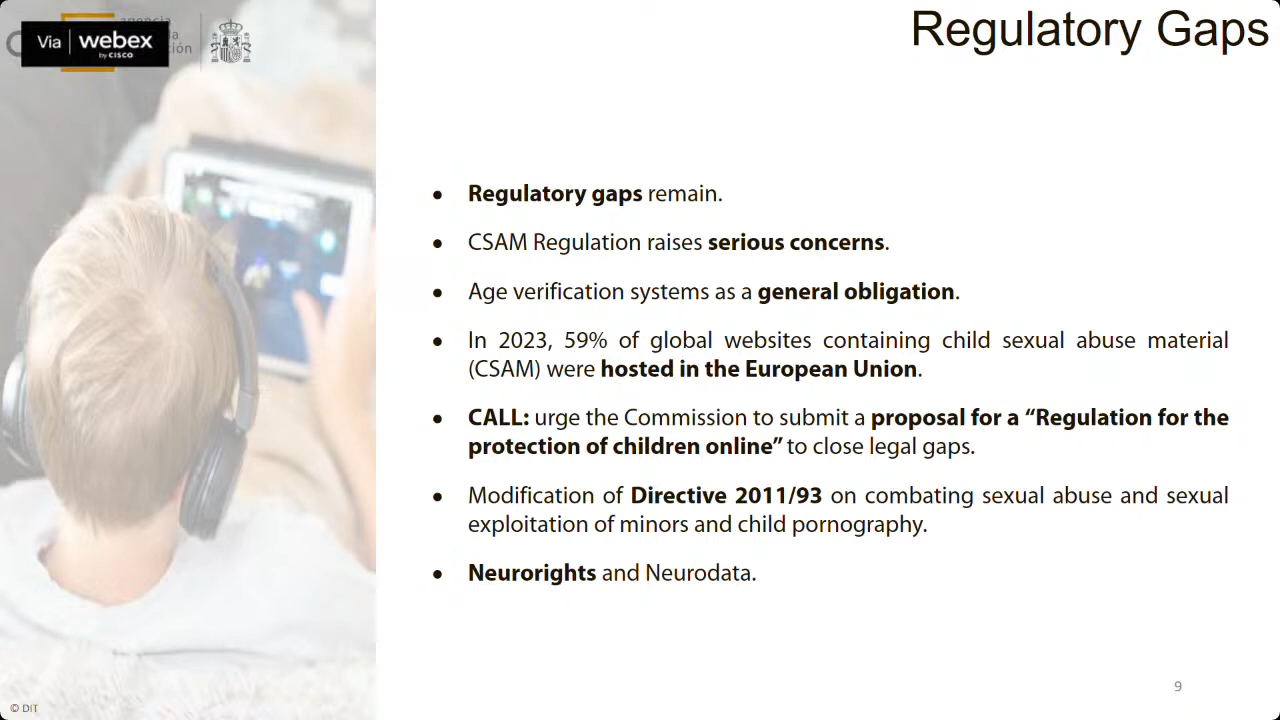 agencia
Via webex
by CISCO
Regulatory Gaps
● Regulatory gaps remain.
● CSAM Regulation raises serious concerns.
● Age verification systems as a general obligation.
● In 2023, 59% of global websites containing child sexual abuse material
(CSAM) were hosted in the European Union.
● CALL: urge the Commission to submit a proposal for a “Regulation for the
protection of children online” to close legal gaps.
● Modification of Directive 2011/93 on combating sexual abuse and sexual
exploitation of minors and child pornography.
● Neurorights and Neurodata.
9
© DIT